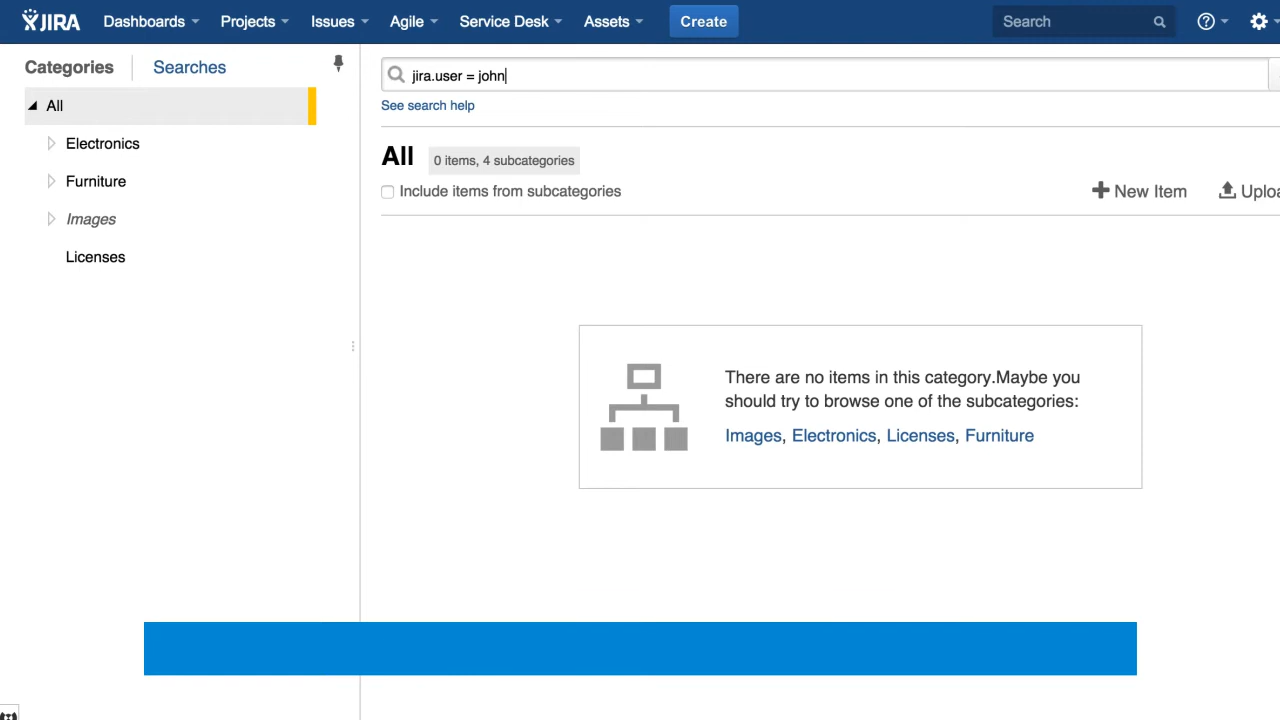 JIRA Dashboards Projects Issues Agile Service Desk Assets Create Search
Categories Searches
All
Electronics
Furniture
Images
Licenses
jira.user = john
See search help
All 0 items, 4 subcategories
Include items from subcategories
New Item Uploa
There are no items in this category.Maybe you
should try to browse one of the subcategories:
Images, Electronics, Licenses, Furniture